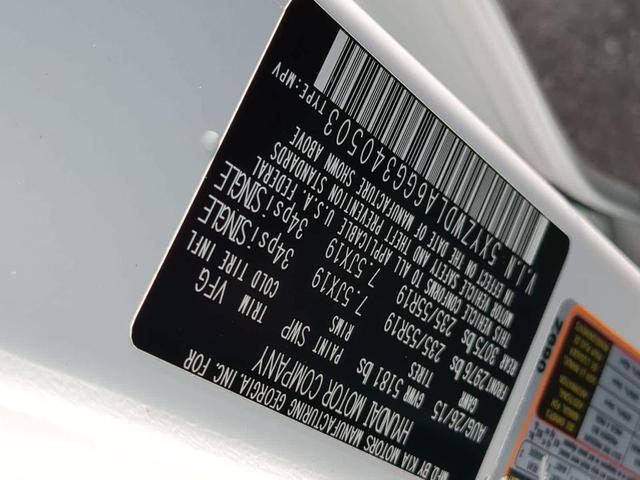 MFD BY KIA MOTORS MANUFACTURING GEORGIA INC. FOR
HYUNDAI MOTOR COMPANY
AUG/28/15 GVWR 5181 lbs PAINT SWP TRIM VFG
GAWR TIRES RIMS COLD TIRE INFL
FRONT 2976 lbs 235/55R19 7.5JX19 34psi SINGLE
REAR 3075 lbs 235/55R19 7.5JX19 34psi SINGLE
THIS VEHICLE CONFORMS TO ALL APPLICABLE U.S.A. FEDERAL
MOTOR VEHICLE SAFETY AND THEFT PREVENTION STANDARDS
IN EFFECT ON THE DATE OF MANUFACTURE SHOWN ABOVE
V.I.N 5XYZWDLA6GG340503 TYPE:MPV